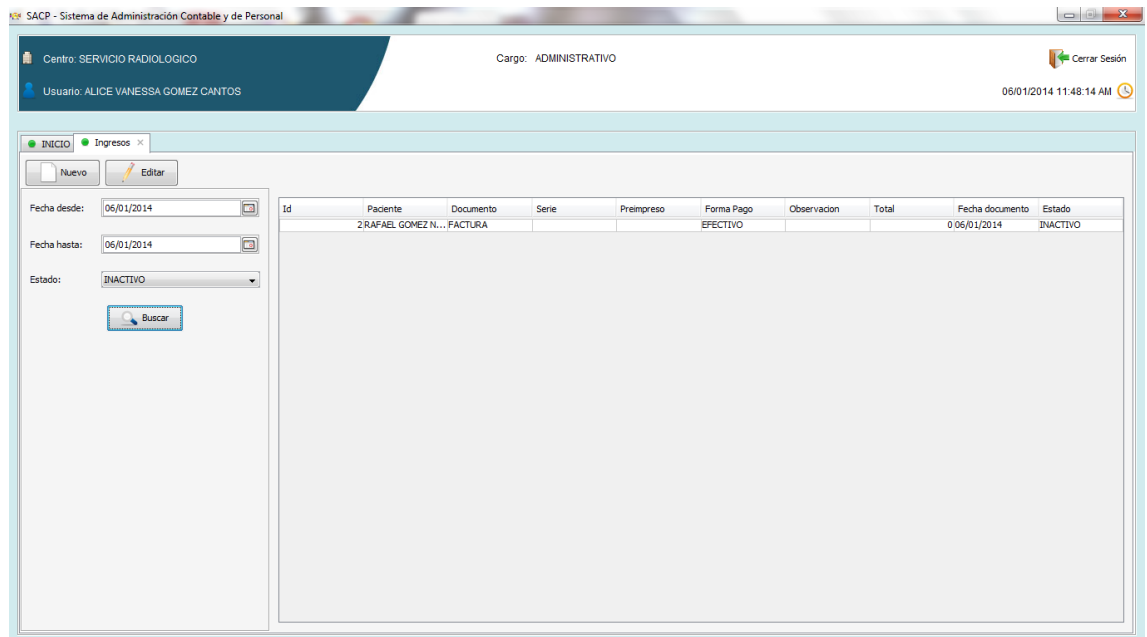 SACP - Sistema de Administración Contable y de Personal
Centro: SERVICIO RADIOLOGICO
Cargo: ADMINISTRATIVO
Cerrar Sesión
Usuario: ALICE VANESSA GOMEZ CANTOS
06/01/2014 11:48:14 AM
INICIO Ingresos
Nuevo Editar
Fecha desde: 06/01/2014
Fecha hasta: 06/01/2014
Estado: INACTIVO
Buscar
Id Paciente Documento Serie Preimpreso Forma Pago Observacion Total Fecha documento Estado
2 RAFAEL GOMEZ N... FACTURA EFECTIVO 0 06/01/2014 INACTIVO